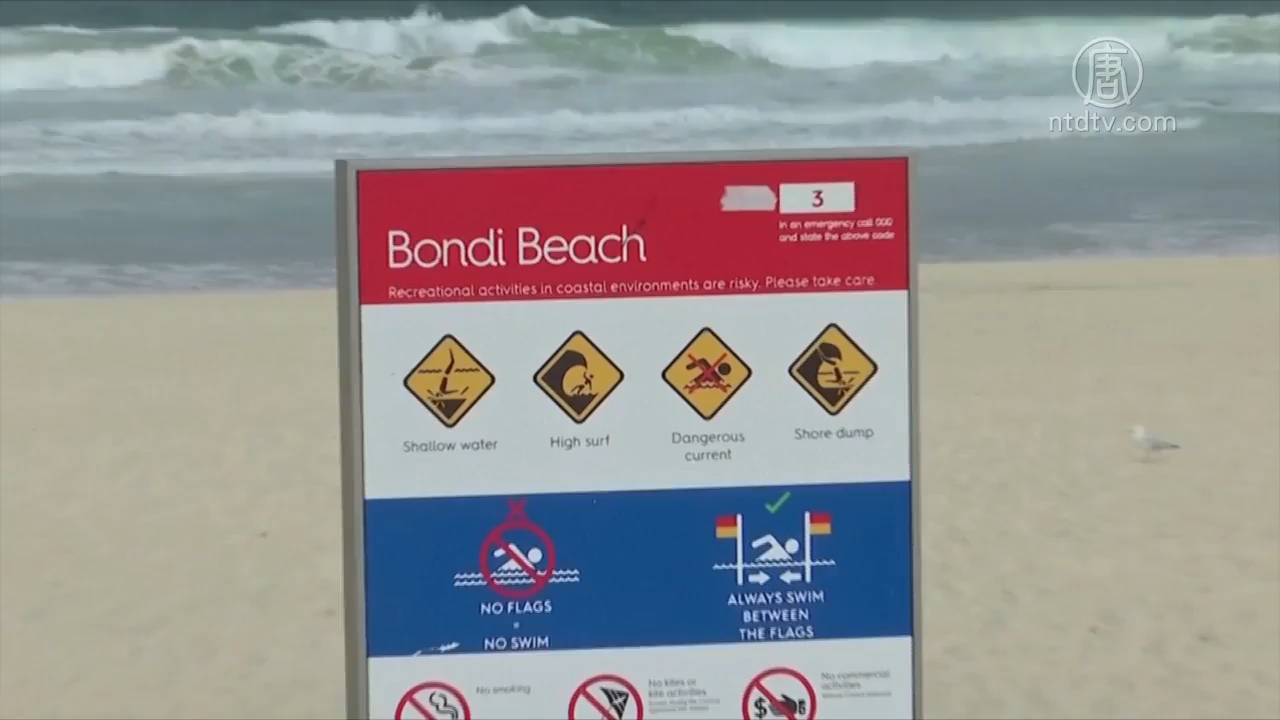 唐
ntdtv.com
3
In an emergency call 000
and state the above code
Bondi Beach
Recreational activities in coastal environments are risky. Please take care.
Shallow water
High surf
Dangerous
current
Shore dump
NO FLAGS
=
NO SWIM
ALWAYS SWIM
BETWEEN
THE FLAGS
No smoking
No kites or
kite activities
No commercial
activities
$